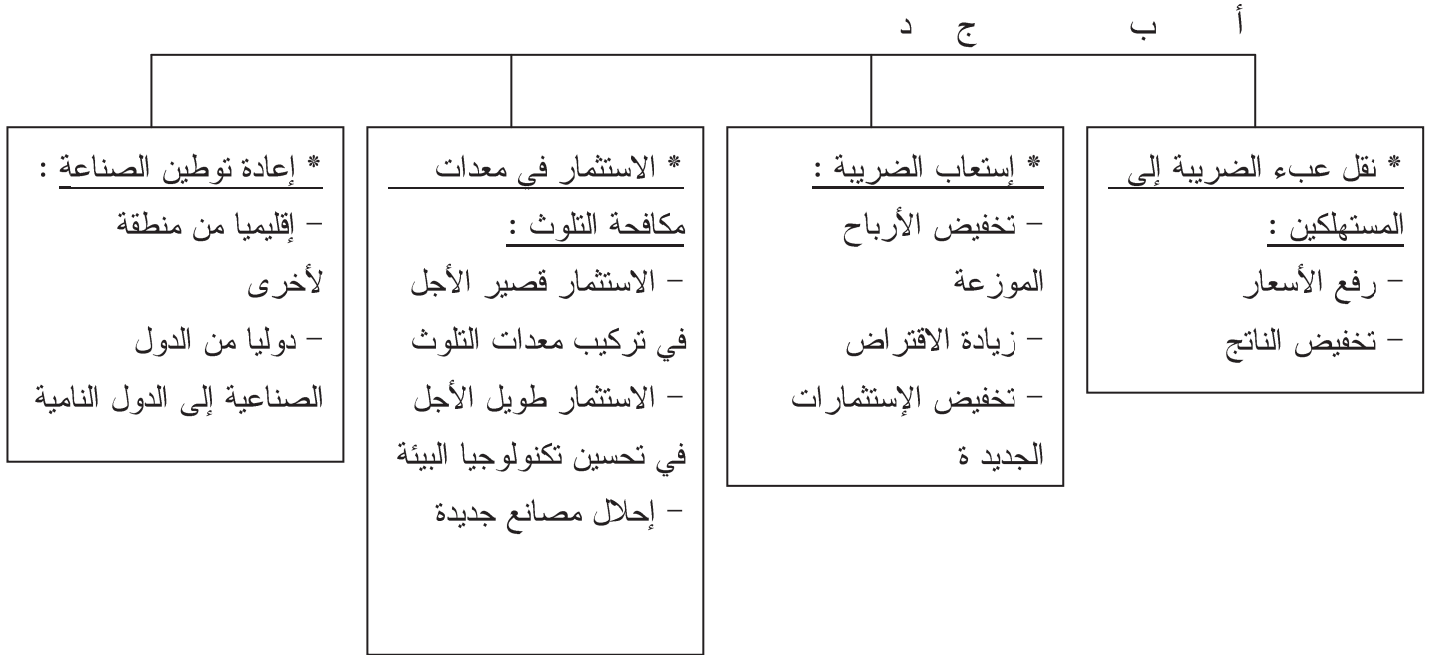 أ ب ج د
* نقل عبء الضريبة إلى
المستهلكين :
- رفع الأسعار
- تخفيض الناتج
* إستعاب الضريبة :
- تخفيض الأرباح
الموزعة
- زيادة الاقتراض
- تخفيض الإستثمارات
الجديد ة
* الاستثمار في معدات
مكافحة التلوث :
- الاستثمار قصير الأجل
في تركيب معدات التلوث
- الاستثمار طويل الأجل
في تحسين تكنولوجيا البيئة
- إحلال مصانع جديدة
* إعادة توطين الصناعة :
- إقليميا من منطقة
لأخرى
- دوليا من الدول
الصناعية إلى الدول النامية